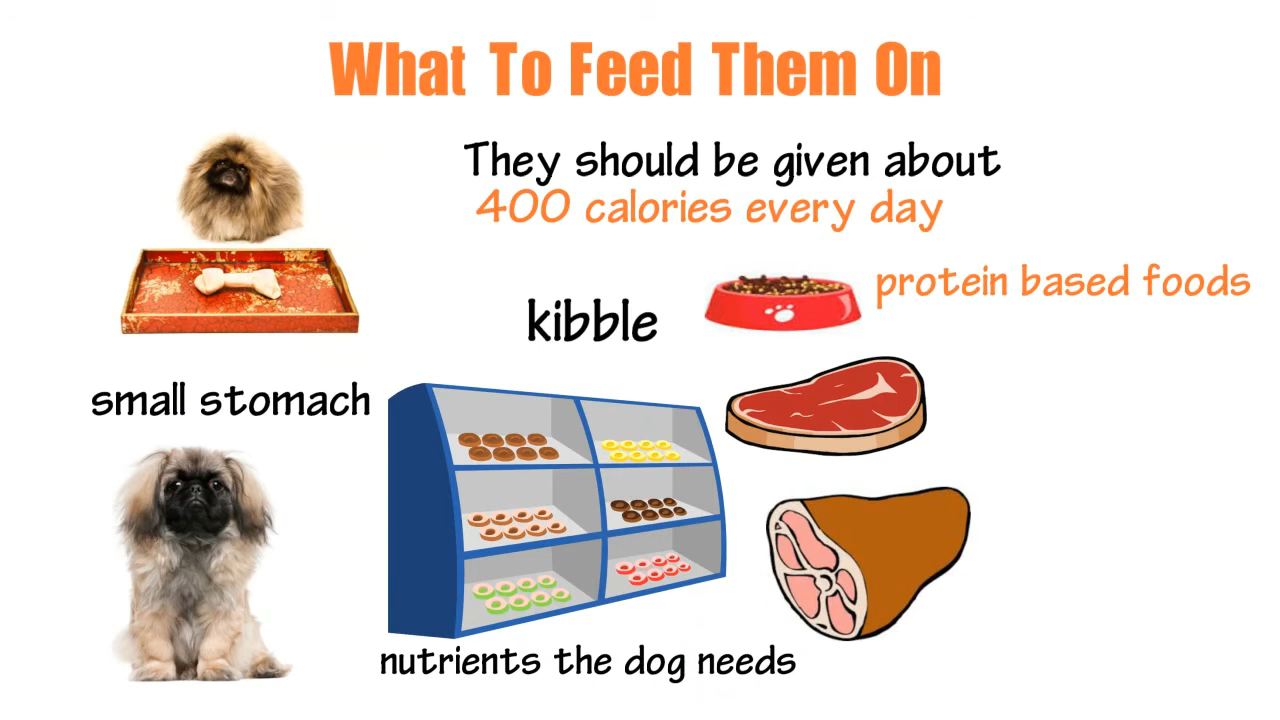 What To Feed Them On
They should be given about
400 calories every day
protein based foods
kibble
small stomach
nutrients the dog needs